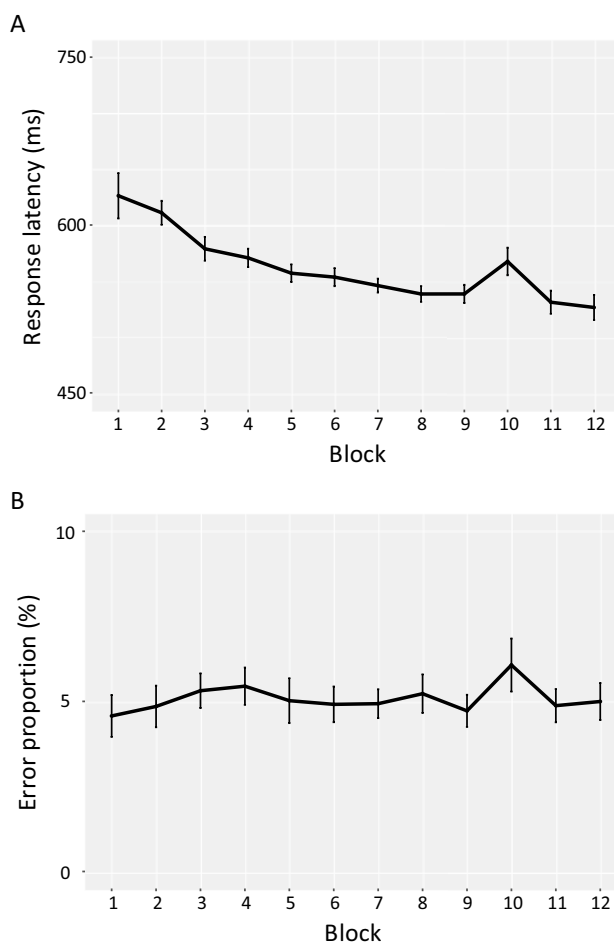 A
Response latency (ms)
750
600
450
1 2 3 4 5 6 7 8 9 10 11 12
Block
B
Error proportion (%)
10
5
0
1 2 3 4 5 6 7 8 9 10 11 12
Block